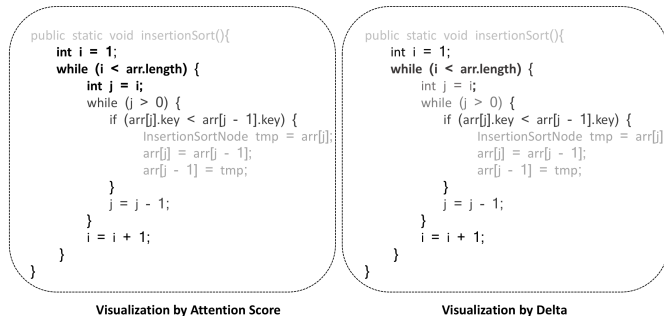 public static void insertionSort(){
int i = 1;
while (i < arr.length) {
int j = i;
while (j > 0) {
if (arr[j].key < arr[j - 1].key) {
InsertionSortNode tmp = arr[j];
arr[j] = arr[j - 1];
arr[j - 1] = tmp;
}
j = j - 1;
}
i = i + 1;
}
}
Visualization by Attention Score
public static void insertionSort(){
int i = 1;
while (i < arr.length) {
int j = i;
while (j > 0) {
if (arr[j].key < arr[j - 1].key) {
InsertionSortNode tmp = arr[j]
arr[j] = arr[j - 1];
arr[j - 1] = tmp;
}
j = j - 1;
}
i = i + 1;
}
}
Visualization by Delta